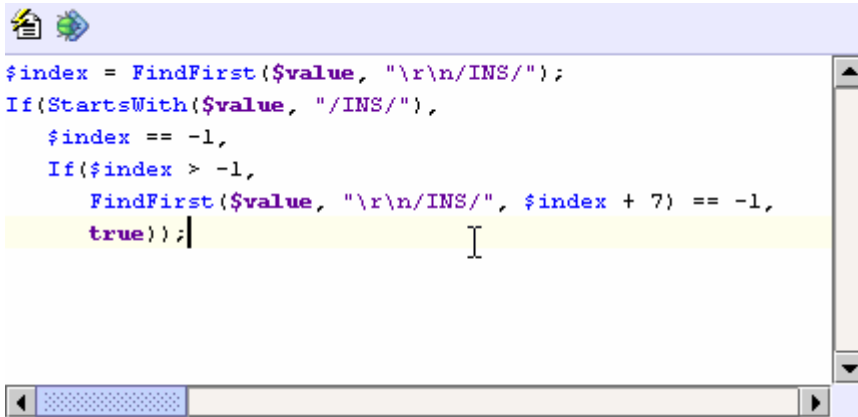 $index = FindFirst($value, "\r\n/INS/");
If(StartsWith($value, "/INS/"),
   $index == -1,
   If($index > -1,
      FindFirst($value, "\r\n/INS/", $index + 7) == -1,
      true));